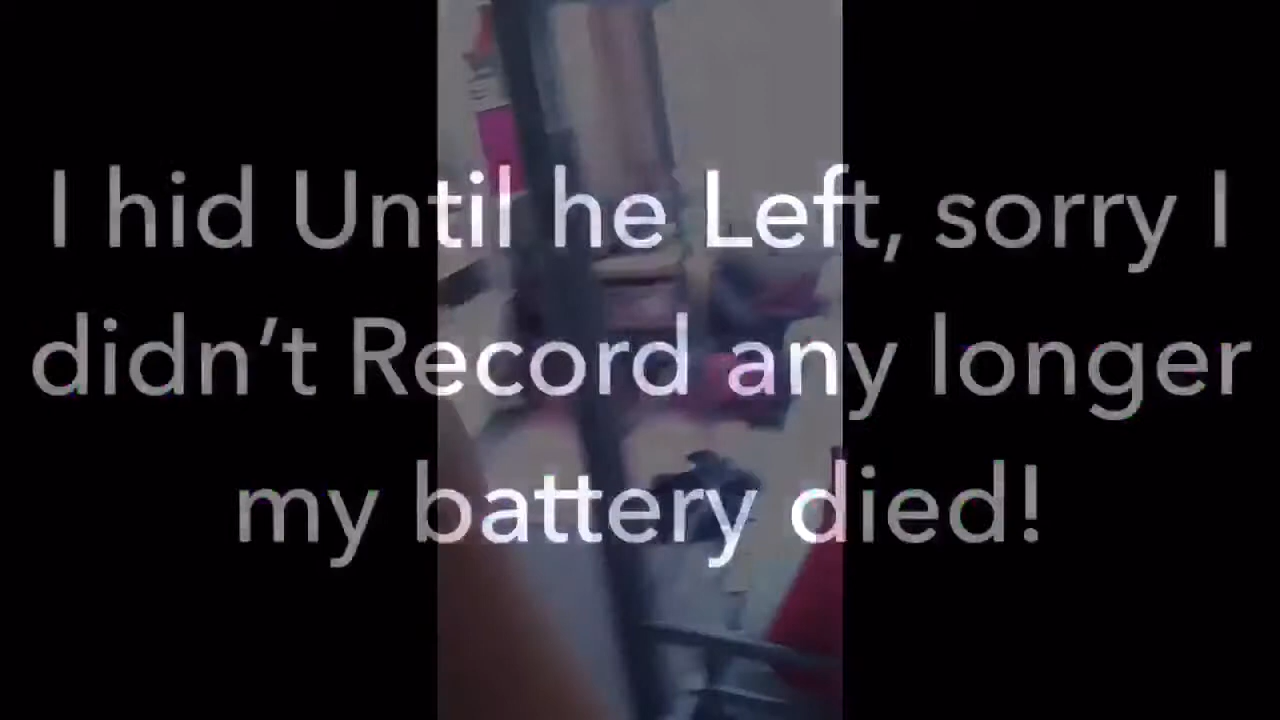 I hid Until he Left, sorry I
didn’t Record any longer
my battery died!